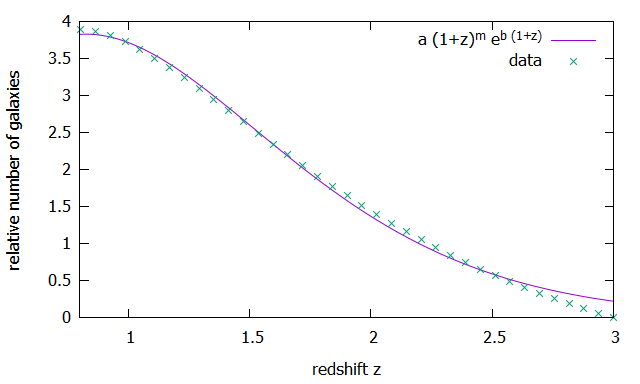 4
3.5
3
2.5
2
1.5
1
0.5
0
relative number of galaxies
a (1+z)^m e^b (1+z)
data
1 1.5 2 2.5 3
redshift z